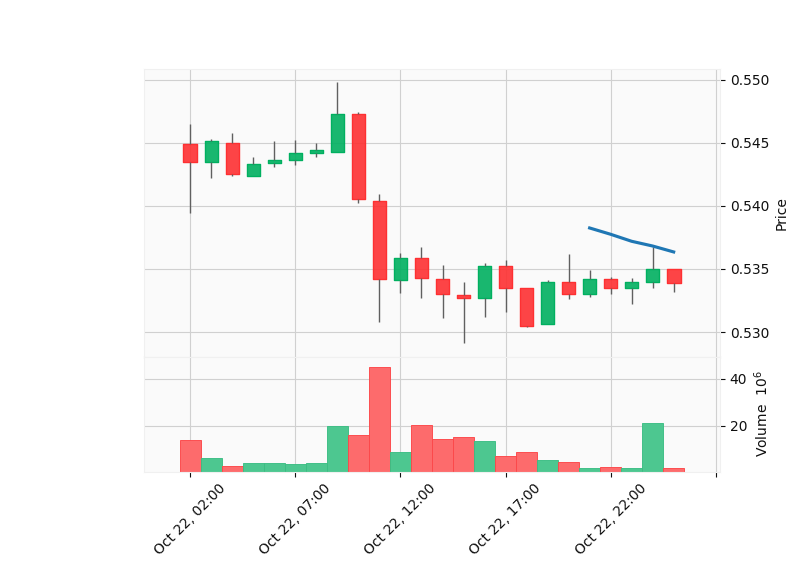 0.550
0.545
0.540
0.535
0.530
Price
40
20
Volume 10^6
Oct 22, 02:00
Oct 22, 07:00
Oct 22, 12:00
Oct 22, 17:00
Oct 22, 22:00